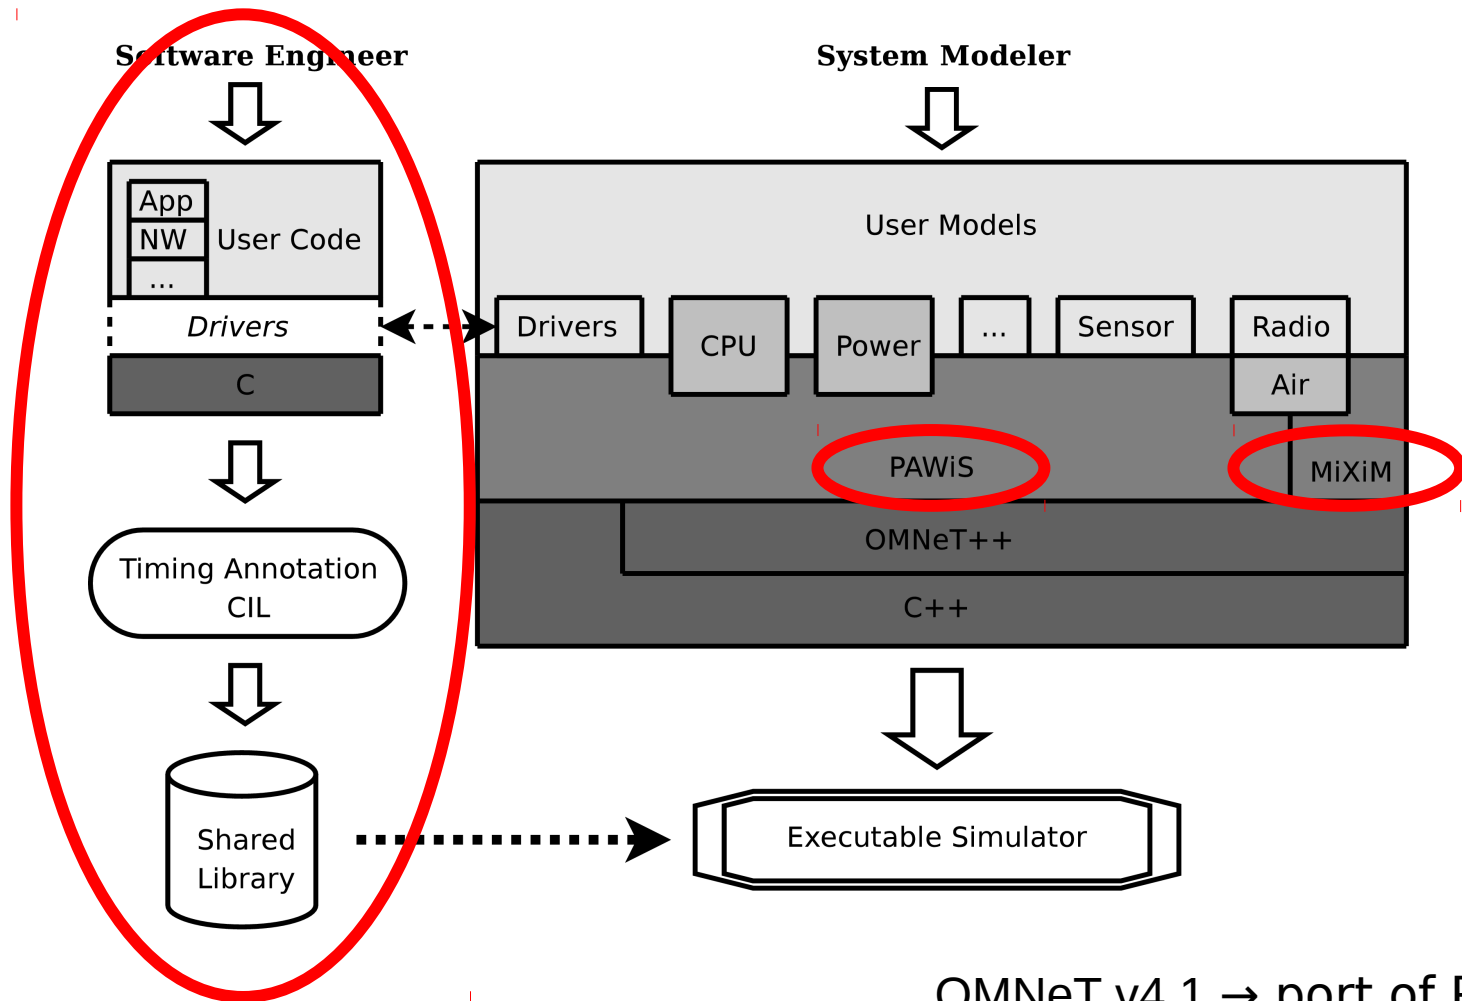 Software Engineer
System Modeler
App
NW
...
User Code
Drivers
C
Timing Annotation
CIL
Shared
Library
User Models
Drivers
CPU
Power
...
Sensor
Radio
Air
PAWiS
MiXiM
OMNeT++
C++
Executable Simulator
OMNeT v4.1 → port of